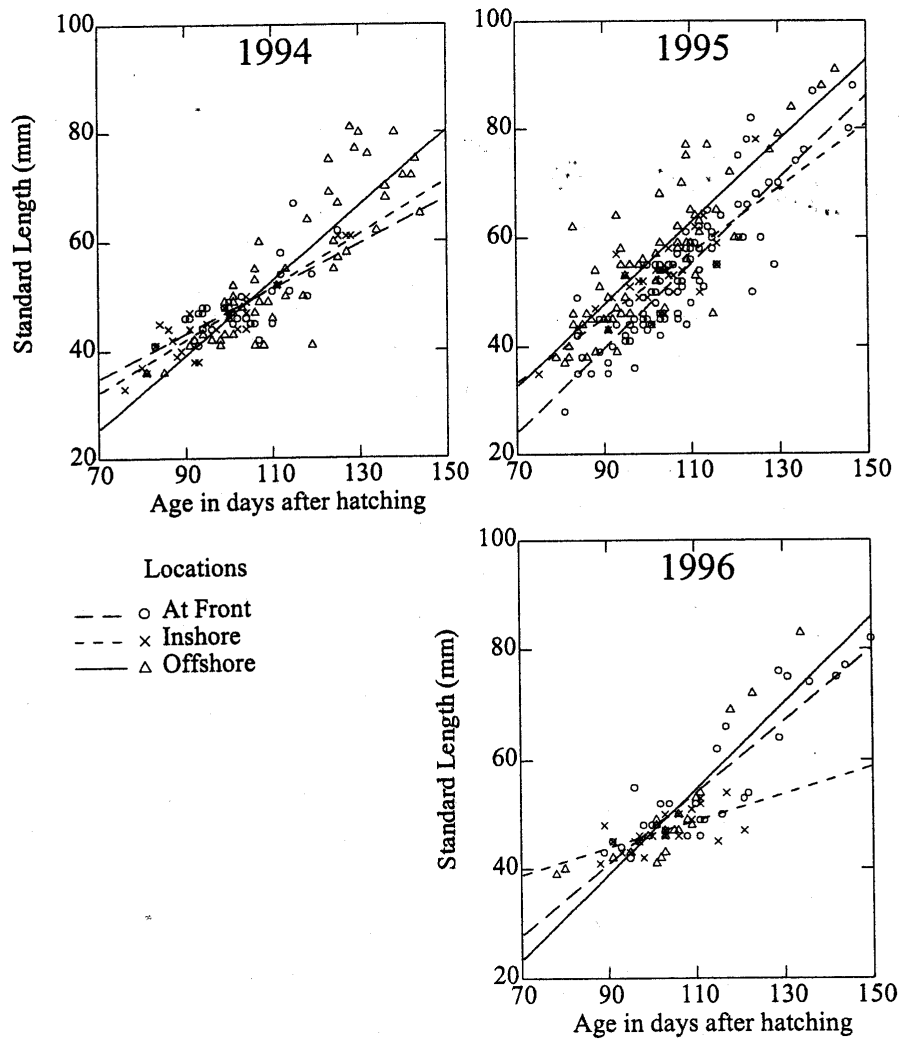 100
1994
80
60
40
20
70 90 110 130 150
Standard Length (mm)
Age in days after hatching
100
1995
80
60
40
20
70 90 110 130 150
Locations
At Front
Inshore
Offshore
100
1996
80
60
40
20
70 90 110 130 150
Standard Length (mm)
Age in days after hatching